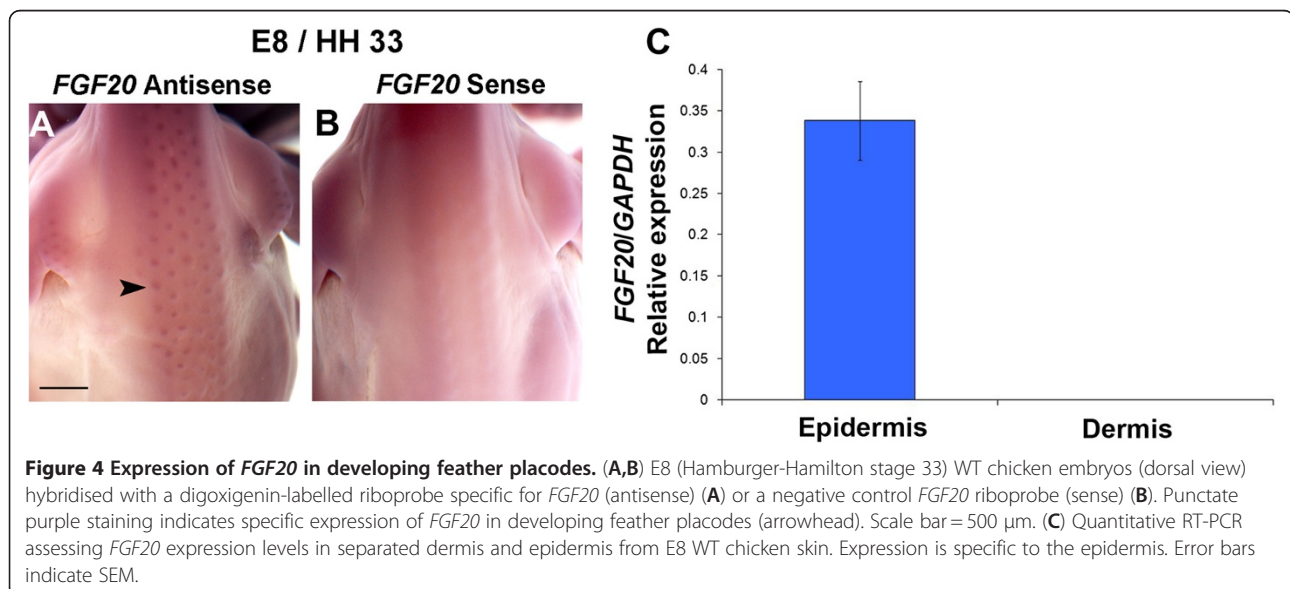 E8 / HH 33
FGF20 Antisense
FGF20 Sense
A
B
C
FGF20/GAPDH
Relative expression
0.4
0.35
0.3
0.25
0.2
0.15
0.1
0.05
0
Epidermis
Dermis
Figure 4 Expression of FGF20 in developing feather placodes. (A,B) E8 (Hamburger-Hamilton stage 33) WT chicken embryos (dorsal view)
hybridised with a digoxigenin-labelled riboprobe specific for FGF20 (antisense) (A) or a negative control FGF20 riboprobe (sense) (B). Punctate
purple staining indicates specific expression of FGF20 in developing feather placodes (arrowhead). Scale bar = 500 μm. (C) Quantitative RT-PCR
assessing FGF20 expression levels in separated dermis and epidermis from E8 WT chicken skin. Expression is specific to the epidermis. Error bars
indicate SEM.